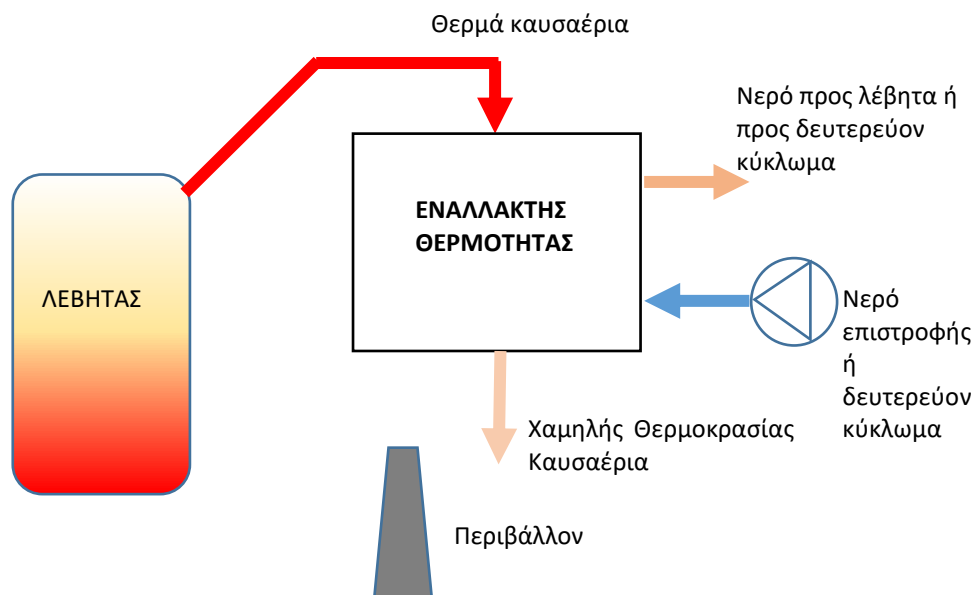 Θερμά καυσαέρια
Νερό προς λέβητα ή
προς δευτερεύον
κύκλωμα
ΕΝΑΛΛΑΚΤΗΣ
ΘΕΡΜΟΤΗΤΑΣ
ΛΕΒΗΤΑΣ
Νερό
επιστροφής
ή
δευτερεύον
κύκλωμα
Χαμηλής Θερμοκρασίας
Καυσαέρια
Περιβάλλον